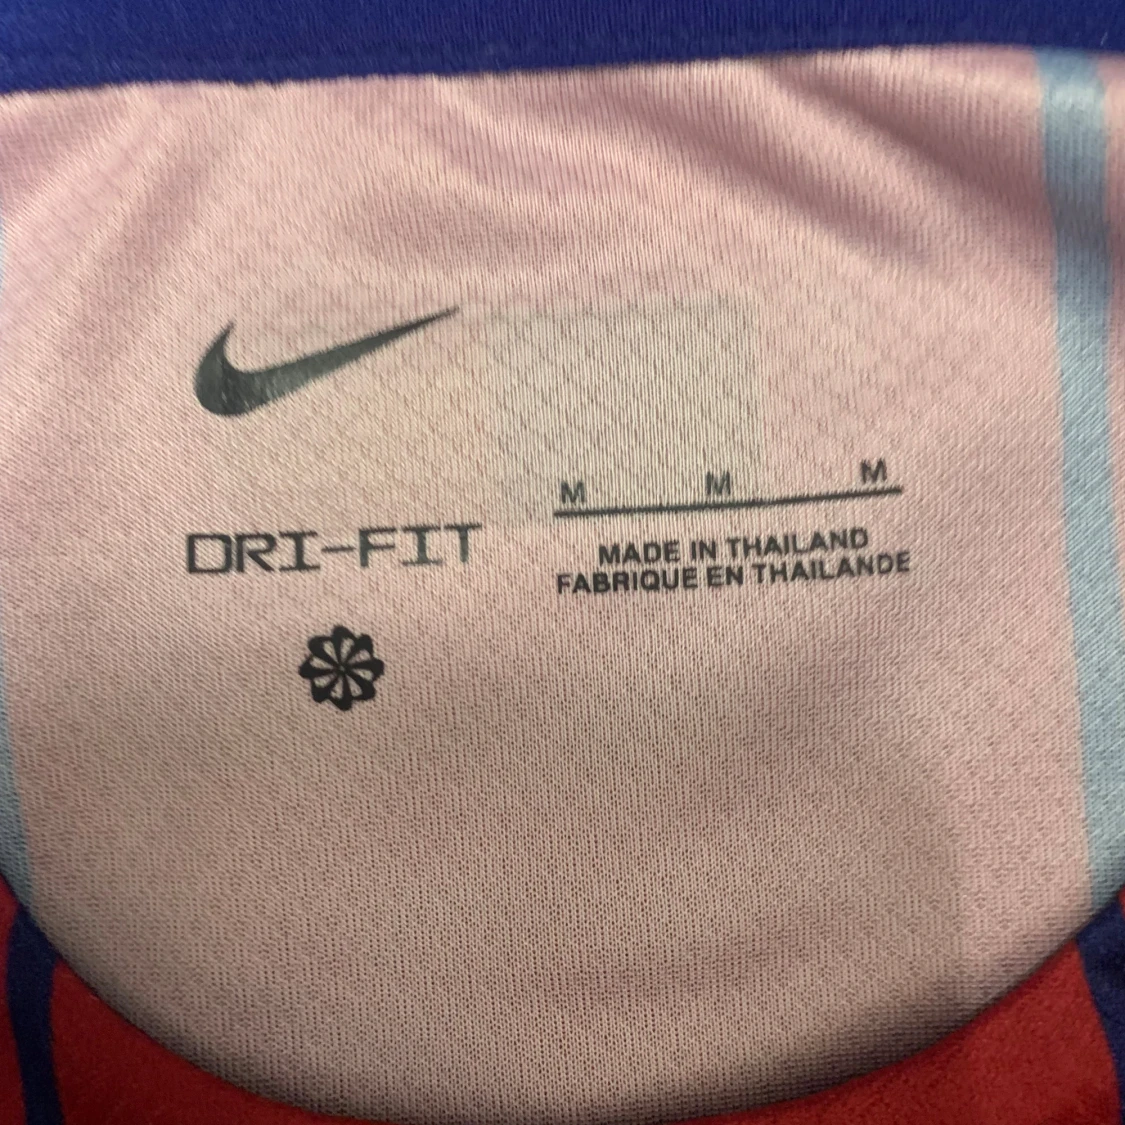 M M M
DRI-FIT
MADE IN THAILAND
FABRIQUE EN THAILANDE